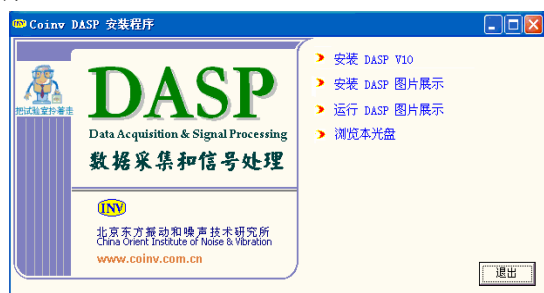 Coinv DASP 安装程序
把试验室拎著走
DASP
Data Acquisition & Signal Processing
数据采集和信号处理
INV
北京东方振动和噪声技术研究所
China Orient Institute of Noise & Vibration
www.coinv.com.cn
安装 DASP V10
安装 DASP 图片展示
运行 DASP 图片展示
浏览本光盘
退出